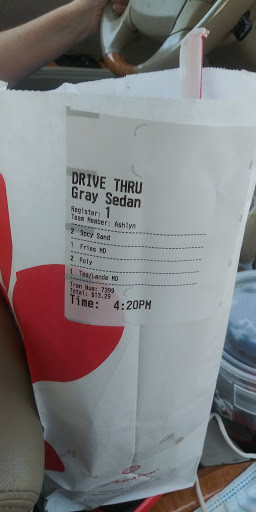 DRIVE THRU
Gray Sedan
Register: 1
Team Member: Ashlyn
2 Spcy Sand
1 Fries MD
2 Poly
1 Tea/Lemde MD
Tran Num: 7399
Total: $13.29
Time: 4:20PM